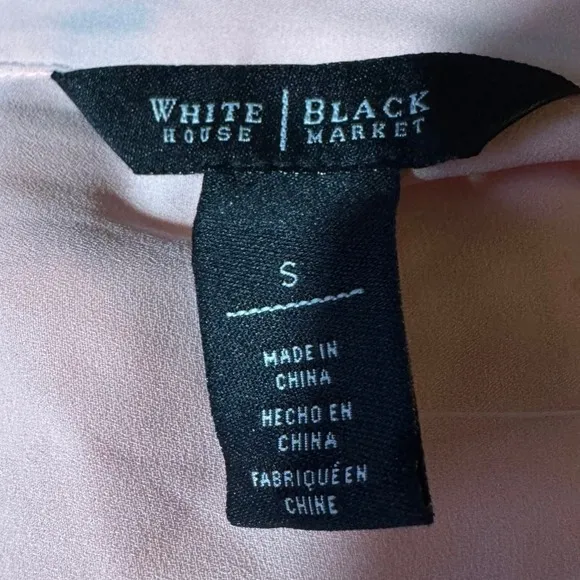 WHITE | BLACK
HOUSE | MARKET
S
MADE IN
CHINA
HECHO EN
CHINA
FABRIQUÉ EN
CHINE